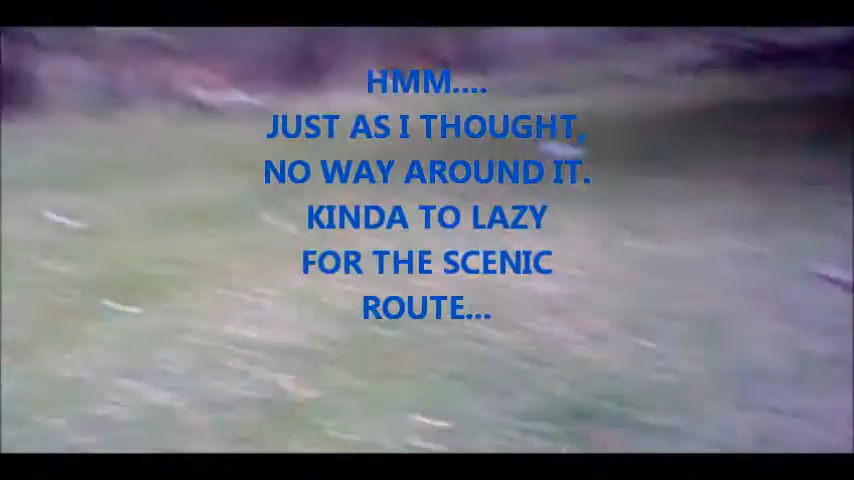 HMM....
JUST AS I THOUGHT,
NO WAY AROUND IT.
KINDA TO LAZY
FOR THE SCENIC
ROUTE...